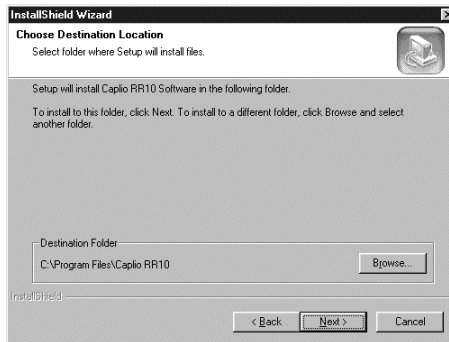 InstallShield Wizard
Choose Destination Location
Select folder where Setup will install files.
Setup will install Caplio RR10 Software in the following folder.
To install to this folder, click Next. To install to a different folder, click Browse and select
another folder.
Destination Folder
C:\Program Files\Caplio RR10
Browse...
InstallShield
< Back
Next >
Cancel